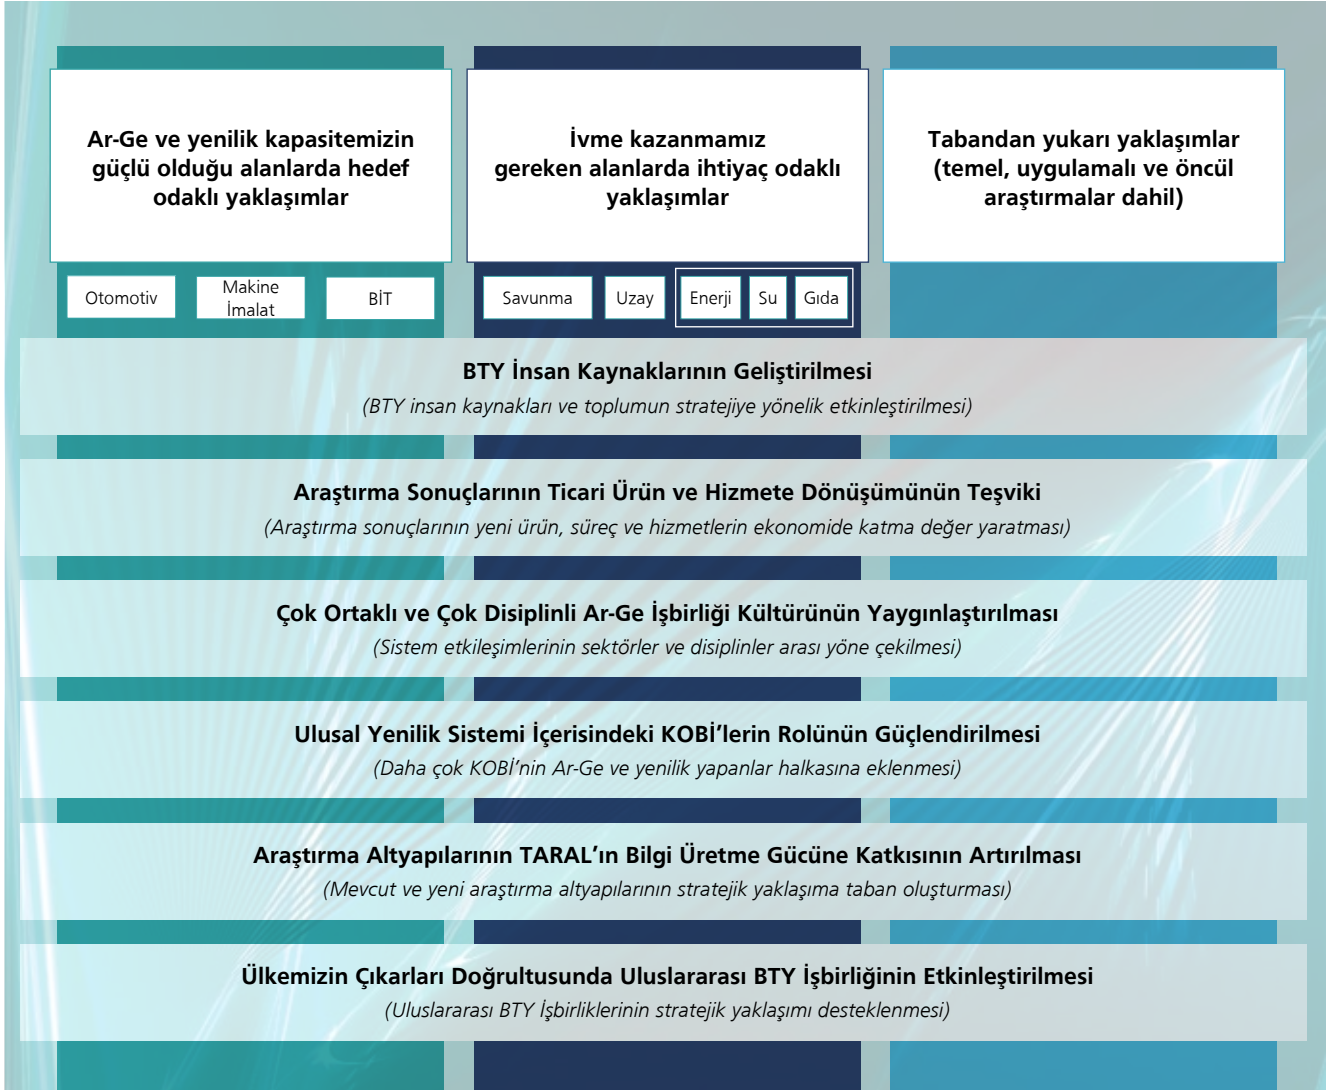 Ar-Ge ve yenilik kapasitemizin
güçlü olduğu alanlarda hedef
odaklı yaklaşımlar
İvme kazanmamız
gereken alanlarda ihtiyaç odaklı
yaklaşımlar
Tabandan yukarı yaklaşımlar
(temel, uygulamalı ve öncül
araştırmalar dahil)
Otomotiv
Makine
İmalat
BİT
Savunma
Uzay
Enerji
Su
Gıda
BTY İnsan Kaynaklarının Geliştirilmesi
(BTY insan kaynakları ve toplumun stratejiye yönelik etkinleştirilmesi)
Araştırma Sonuçlarının Ticari Ürün ve Hizmete Dönüşümünün Teşviki
(Araştırma sonuçlarının yeni ürün, süreç ve hizmetlerin ekonomide katma değer yaratması)
Çok Ortaklı ve Çok Disiplinli Ar-Ge İşbirliği Kültürünün Yaygınlaştırılması
(Sistem etkileşimlerinin sektörler ve disiplinler arası yöne çekilmesi)
Ulusal Yenilik Sistemi İçerisindeki KOBİ’lerin Rolünün Güçlendirilmesi
(Daha çok KOBİ’nin Ar-Ge ve yenilik yapanlar halkasına eklenmesi)
Araştırma Altyapılarının TARAL’ın Bilgi Üretme Gücüne Katkısının Artırılması
(Mevcut ve yeni araştırma altyapılarının stratejik yaklaşıma taban oluşturması)
Ülkemizin Çıkarları Doğrultusunda Uluslararası BTY İşbirliğinin Etkinleştirilmesi
(Uluslararası BTY İşbirliklerinin stratejik yaklaşımı desteklenmesi)